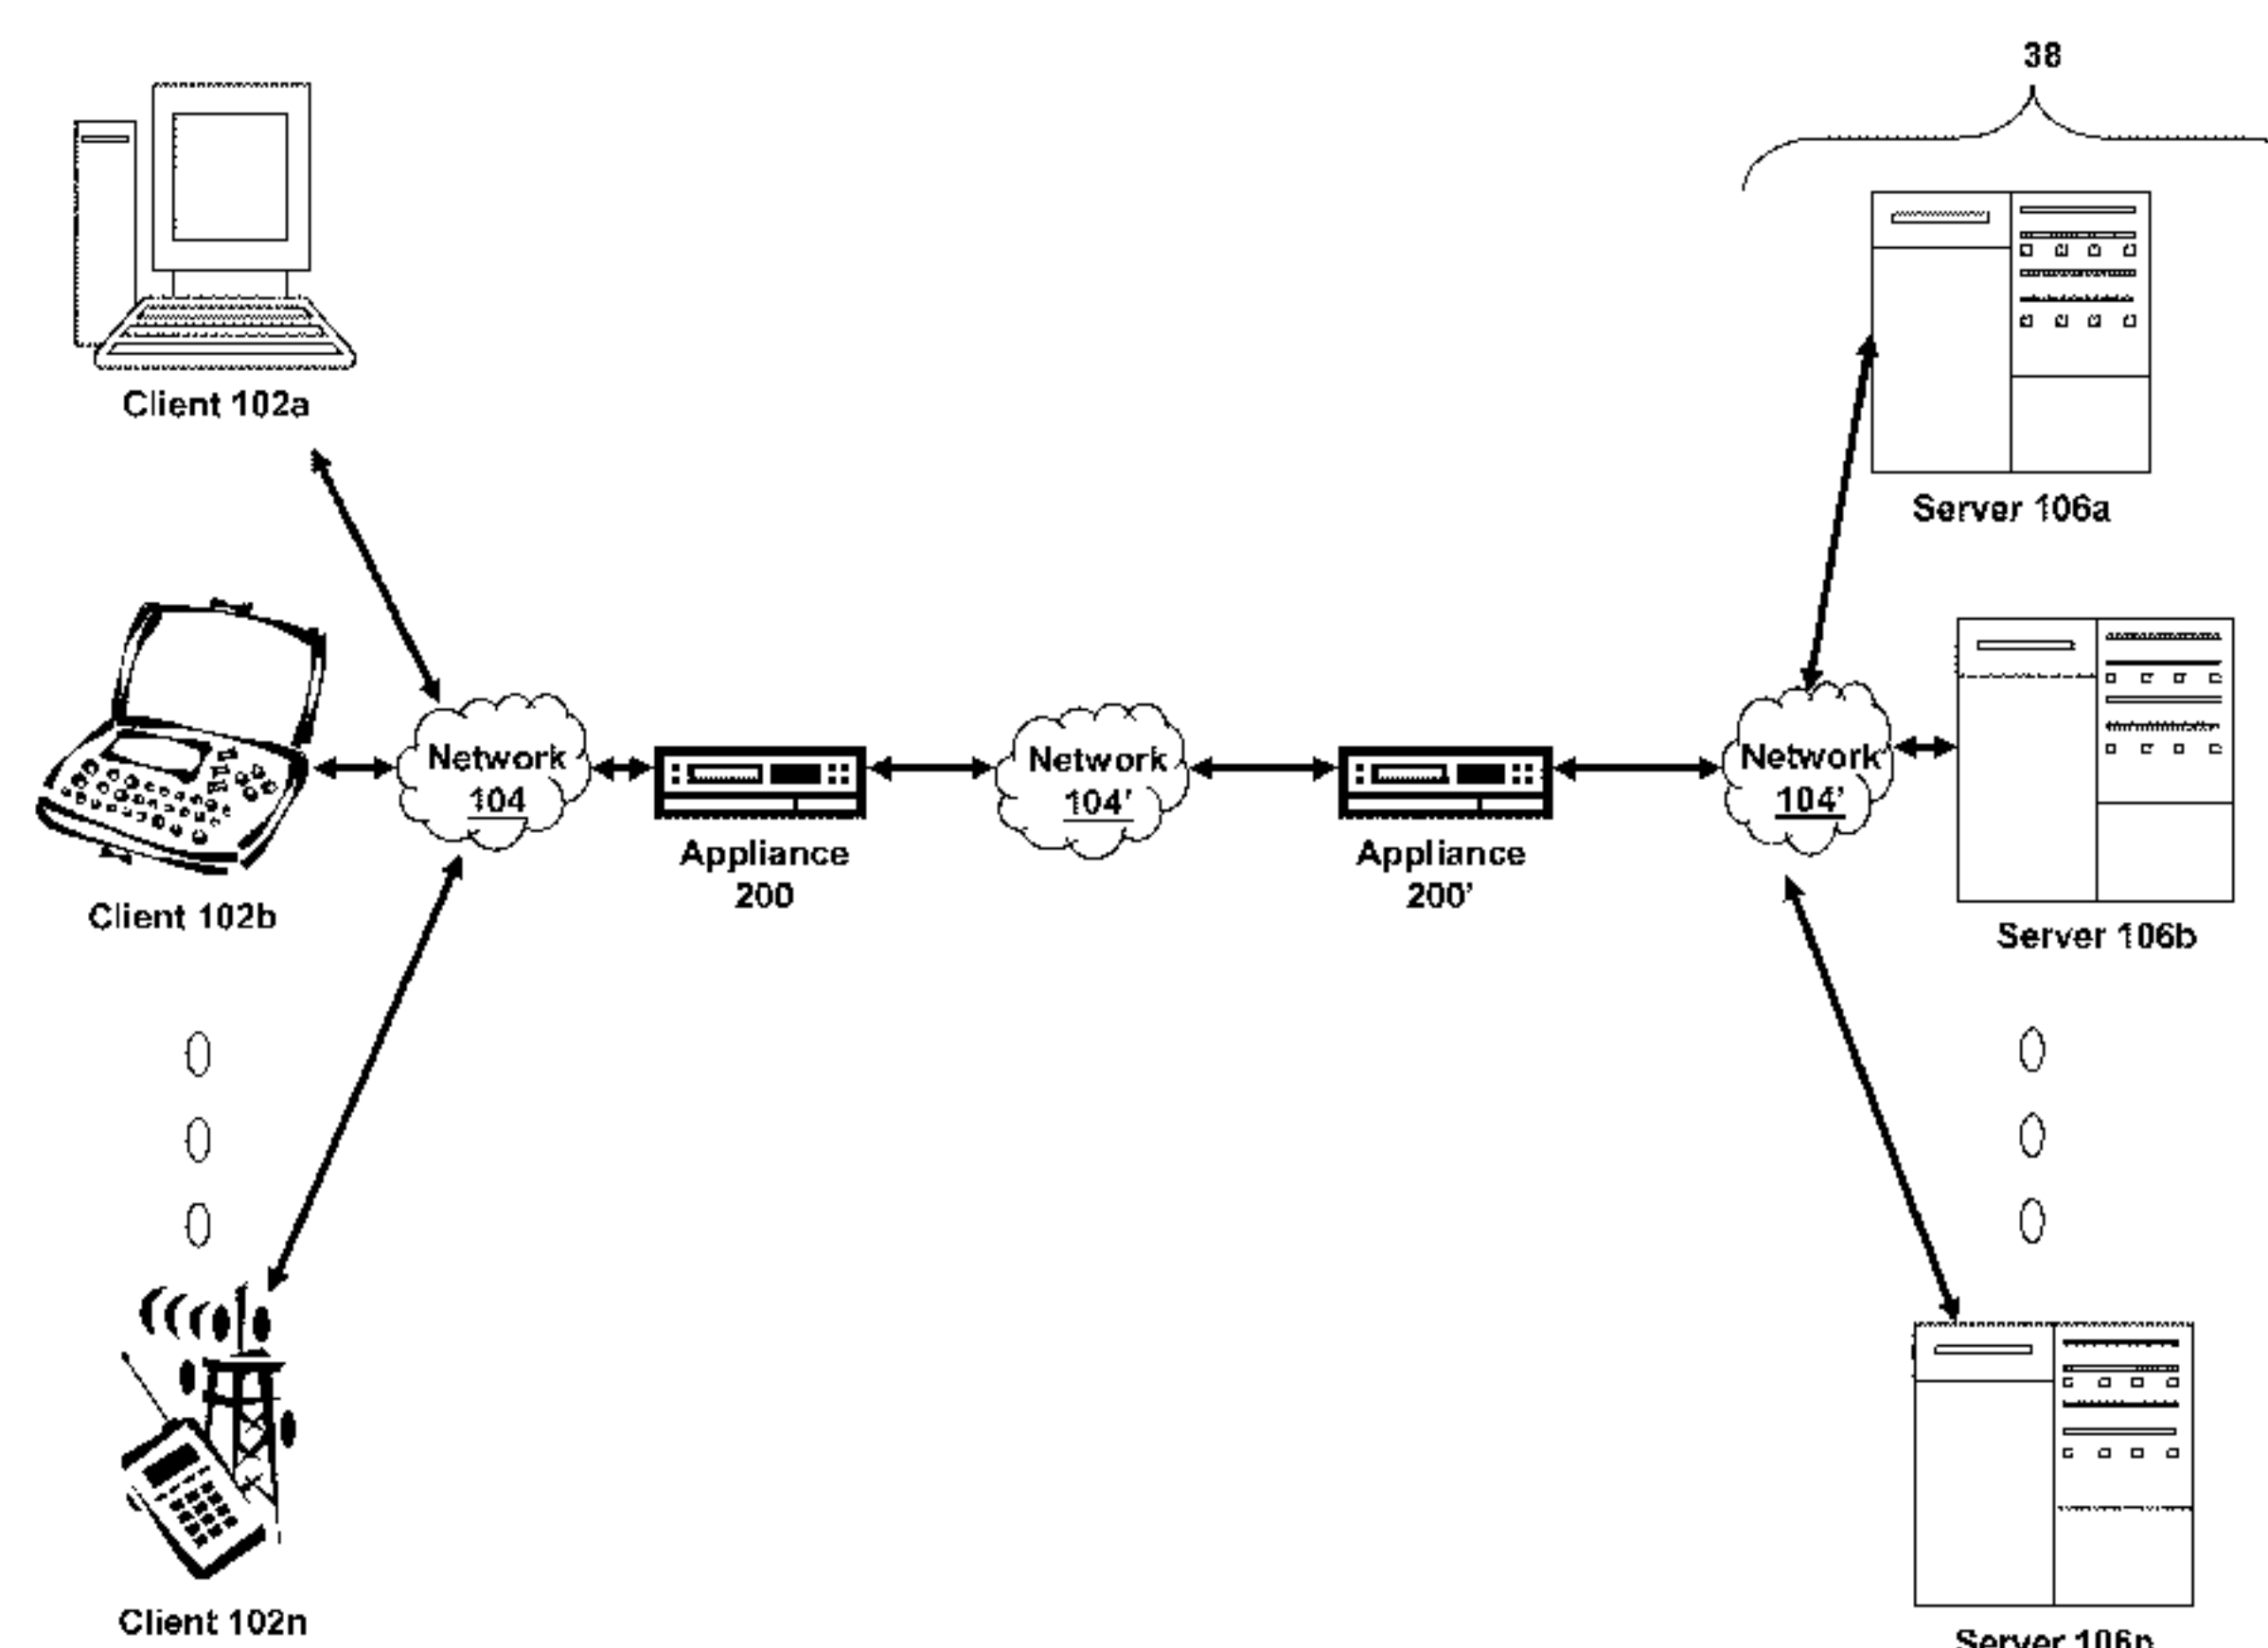 38
Client 102a
Server 106a
Network
104
Appliance
200
Network
104'
Appliance
200'
Network
104'
Client 102b
Server 106b
Client 102n
Server 106n